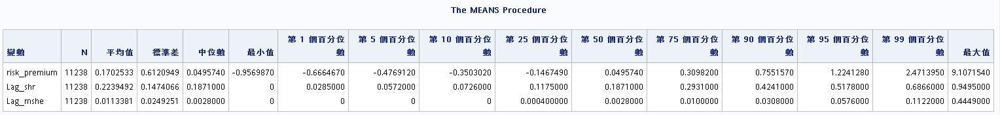 The MEANS Procedure
變數 N 平均值 標準差 中位數 最小值 第 1 個百分位數 第 5 個百分位數 第 10 個百分位數 第 25 個百分位數 第 50 個百分位數 第 75 個百分位數 第 90 個百分位數 第 95 個百分位數 第 99 個百分位數 最大值
risk_premium 11238 0.1702533 0.6120949 0.0495740 -0.9569870 -0.6664670 -0.4769120 -0.3503020 -0.1467490 0.0495740 0.3098200 0.7551570 1.2241280 2.4713950 9.1071540
Lag_shr 11238 0.2239492 0.1474066 0.1871000 0 0.0285000 0.0572000 0.0726000 0.1175000 0.1871000 0.2931000 0.4241000 0.5178000 0.6866000 0.9495000
Lag_mshe 11238 0.0113381 0.0249251 0.0028000 0 0 0 0 0.000400000 0.0028000 0.0100000 0.0308000 0.0576000 0.1122000 0.4449000